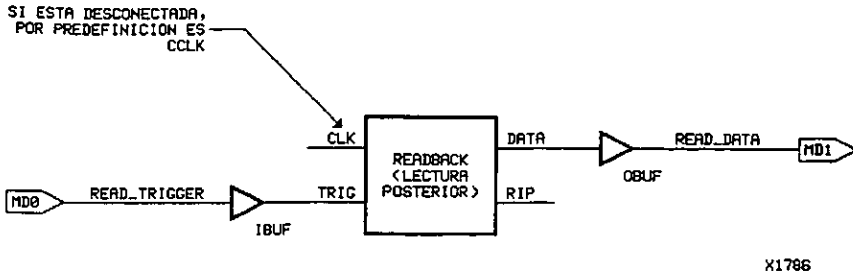 SI ESTA DESCONECTADA,
POR PREDEFINICION ES
CCLK
CLK
DATA
READ_DATA
MD1
READBACK
(LECTURA
POSTERIOR)
OBUF
MD0
READ_TRIGGER
TRIG
RIP
IBUF
X1786